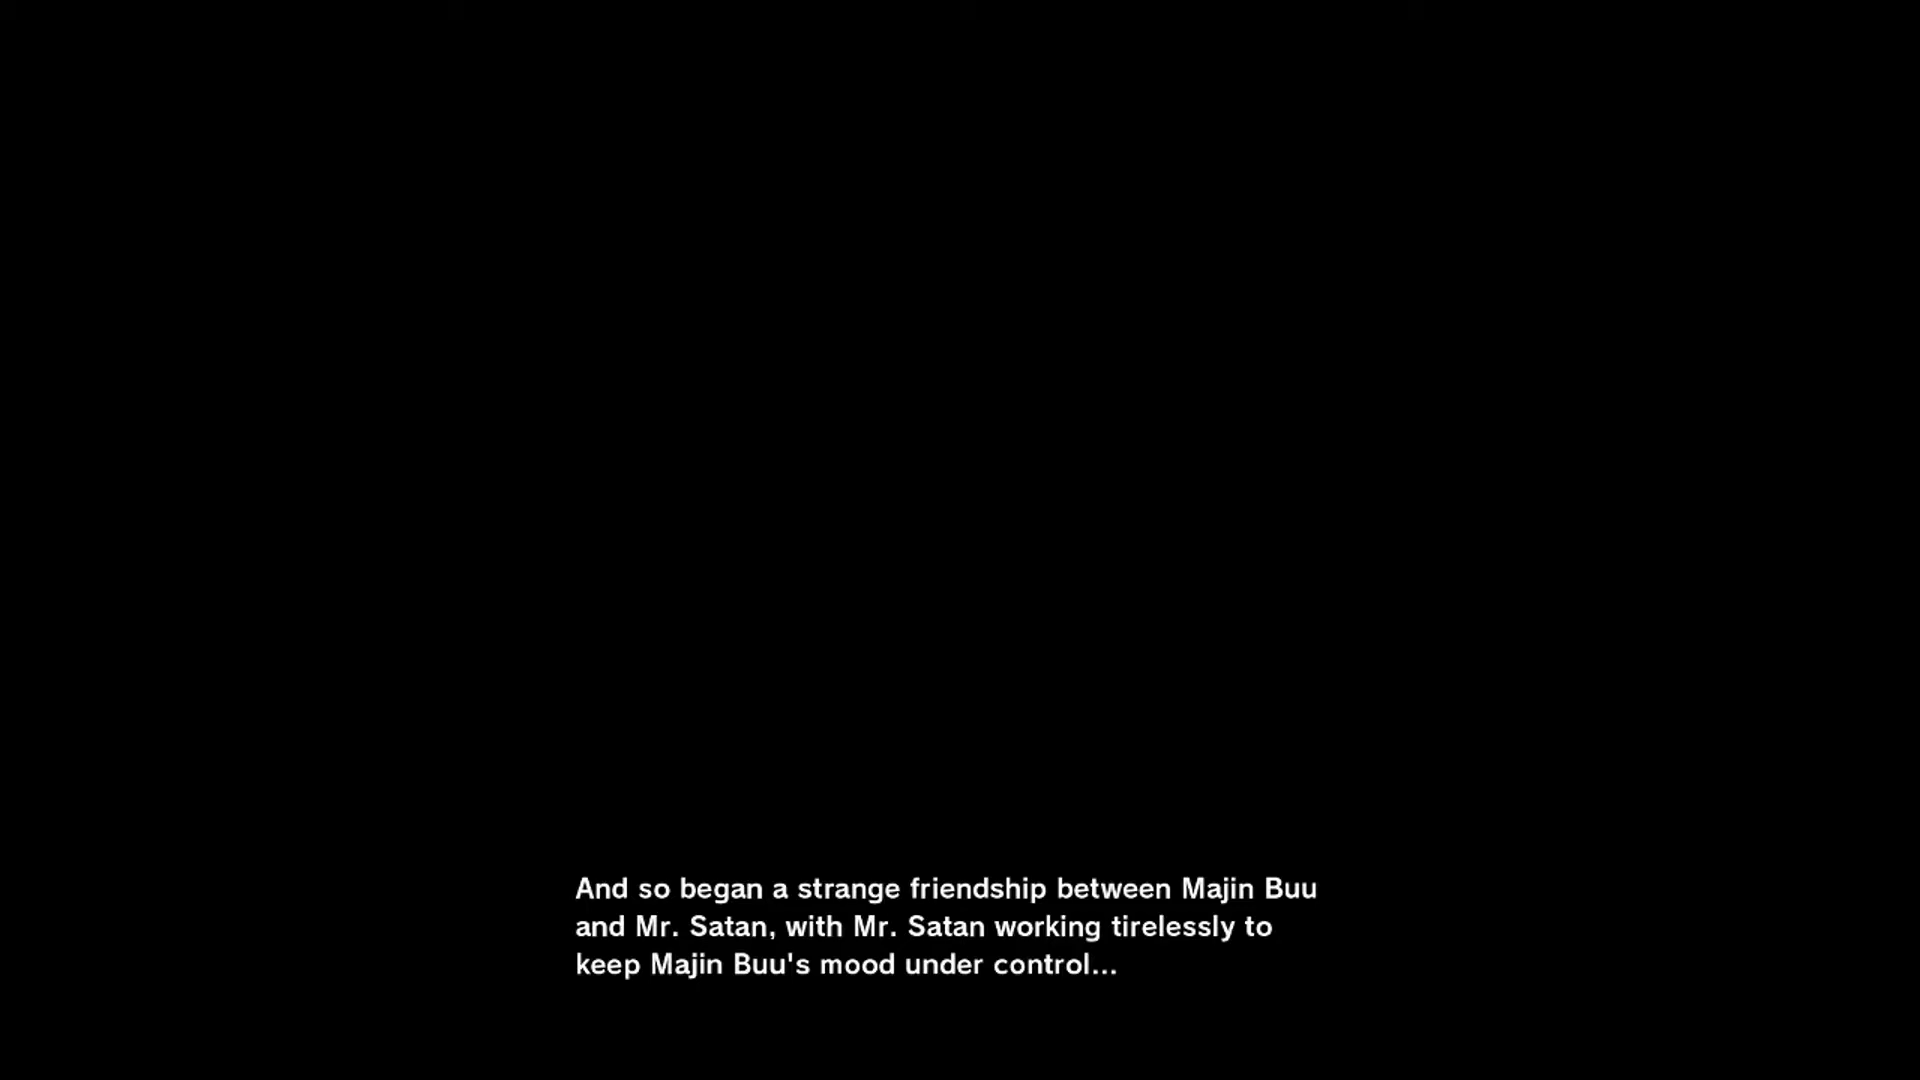 And so began a strange friendship between Majin Buu
and Mr. Satan, with Mr. Satan working tirelessly to
keep Majin Buu's mood under control...